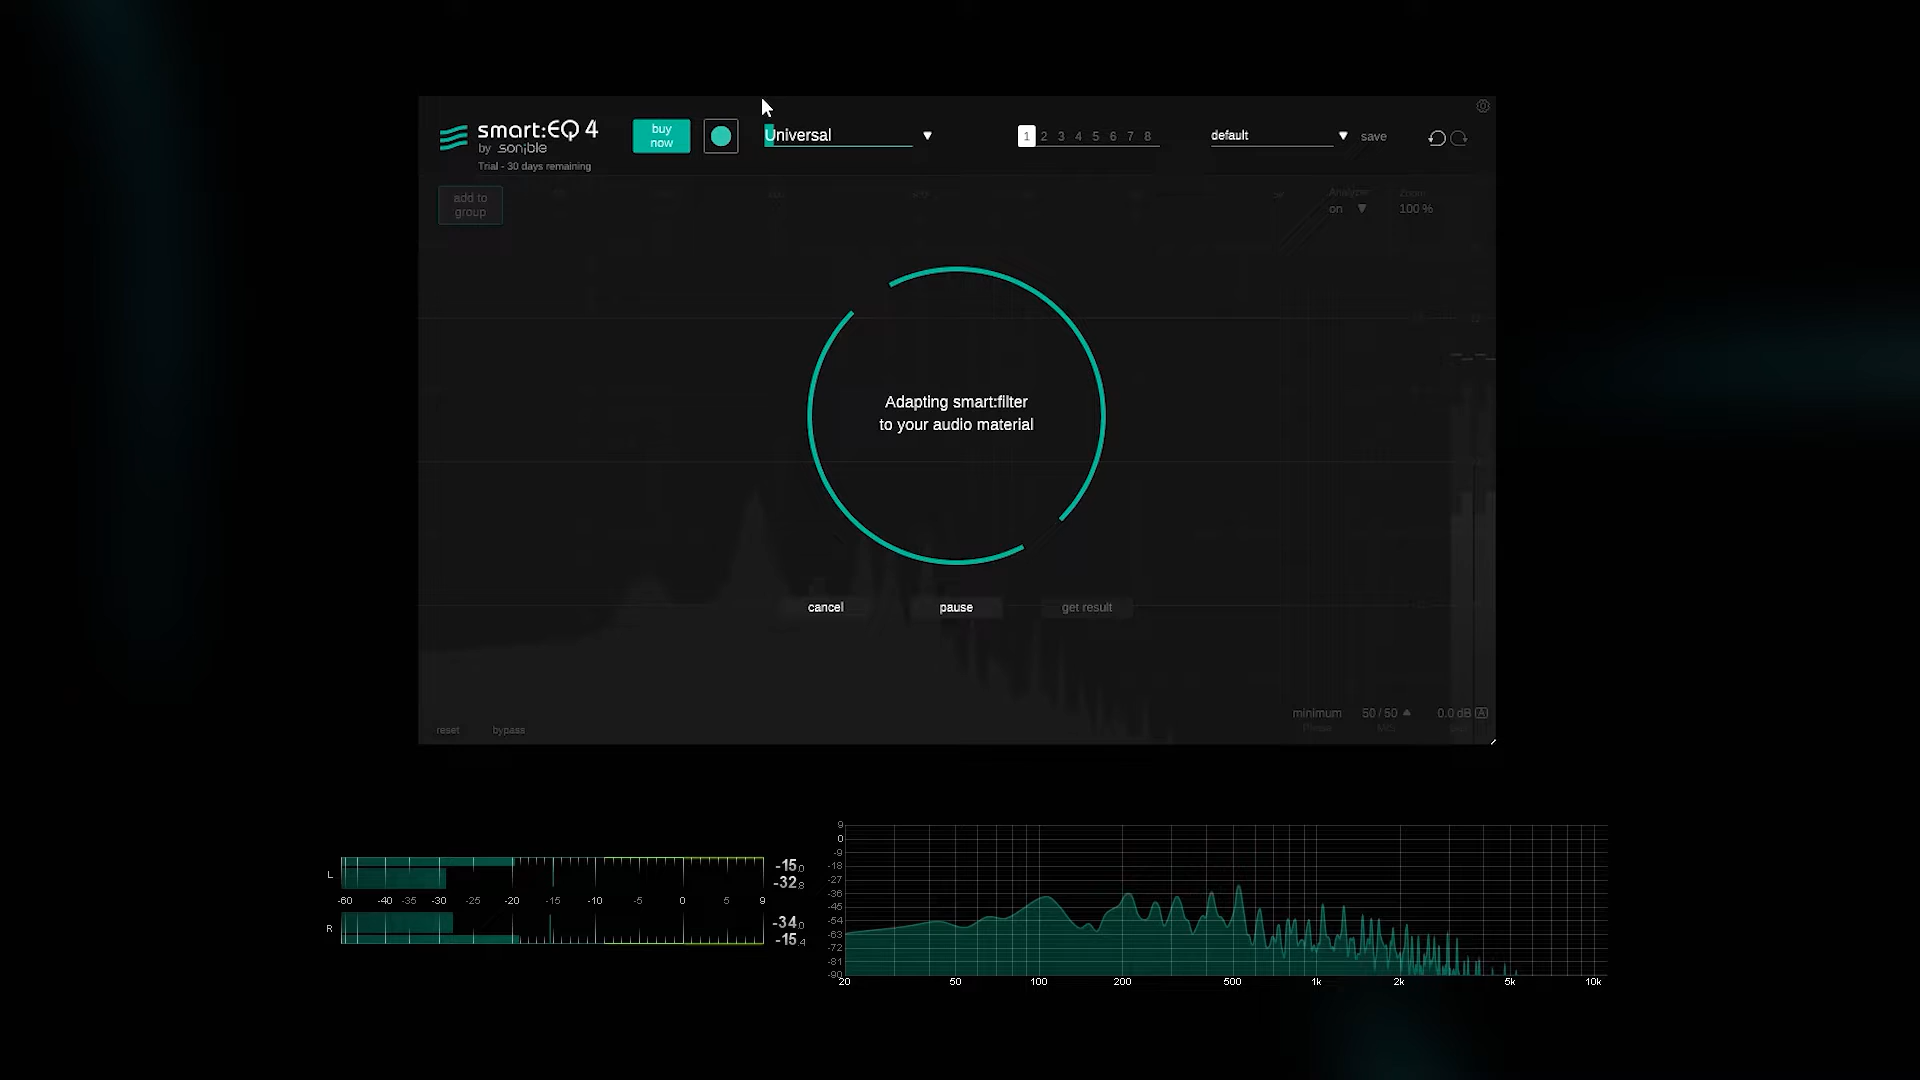 smart:EQ 4
by sonible
Trial - 30 days remaining
buy
now
Universal
1 2 3 4 5 6 7 8
default
save
add to
group
Analyzer
on
Zoom
100 %
Adapting smart:filter
to your audio material
cancel
pause
get result
reset
bypass
minimum
50 / 50
0.0 dB A
Phase
M/S
L
-15.0
-32.8
-60 -40 -35 -30 -25 -20 -15 -10 -5 0 5 9
R
-34.0
-15.4
9
0
-9
-18
-27
-36
-45
-54
-63
-72
-81
-90
20 50 100 200 500 1k 2k 5k 10k